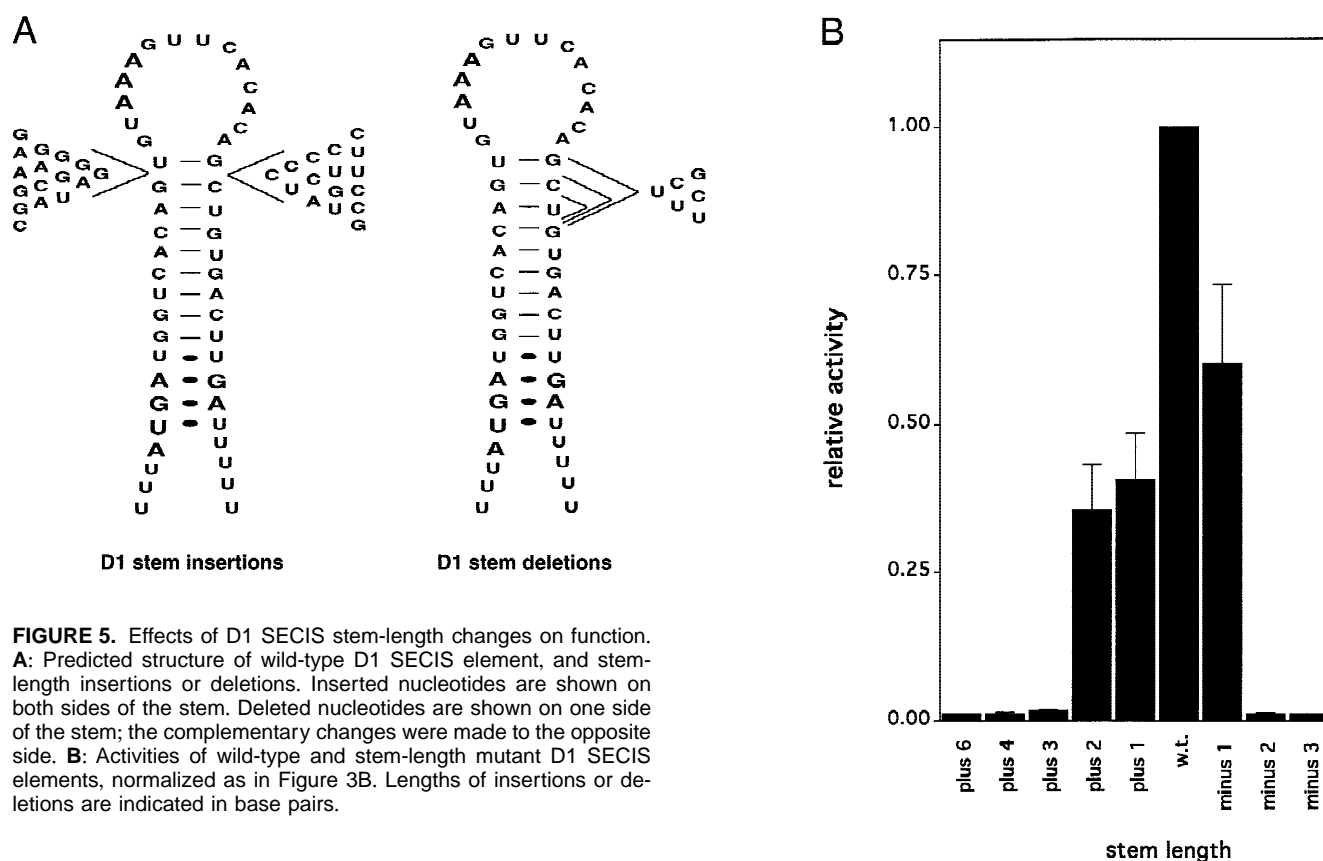 A
B
G U U C A C A C A
A A A U G
G A A G G C
G G A C A
G G U
G A
G
C
C U
C C A
C U G U
C U U C C G
U G A C A C U G G U A G U A U U U
G C U G U G A C U U G A U U U U U
D1 stem insertions
G U U C A C A C A
A A A U G
U G A C A C U G G U A G U A U U U
G C U G U G A C U U G A U U U U U
U
C U
G C U
D1 stem deletions
relative activity
1.00
0.75
0.50
0.25
0.00
plus 6
plus 4
plus 3
plus 2
plus 1
w.t.
minus 1
minus 2
minus 3
stem length
FIGURE 5. Effects of D1 SECIS stem-length changes on function.
A: Predicted structure of wild-type D1 SECIS element, and stem-
length insertions or deletions. Inserted nucleotides are shown on
both sides of the stem. Deleted nucleotides are shown on one side
of the stem; the complementary changes were made to the opposite
side. B: Activities of wild-type and stem-length mutant D1 SECIS
elements, normalized as in Figure 3B. Lengths of insertions or de-
letions are indicated in base pairs.